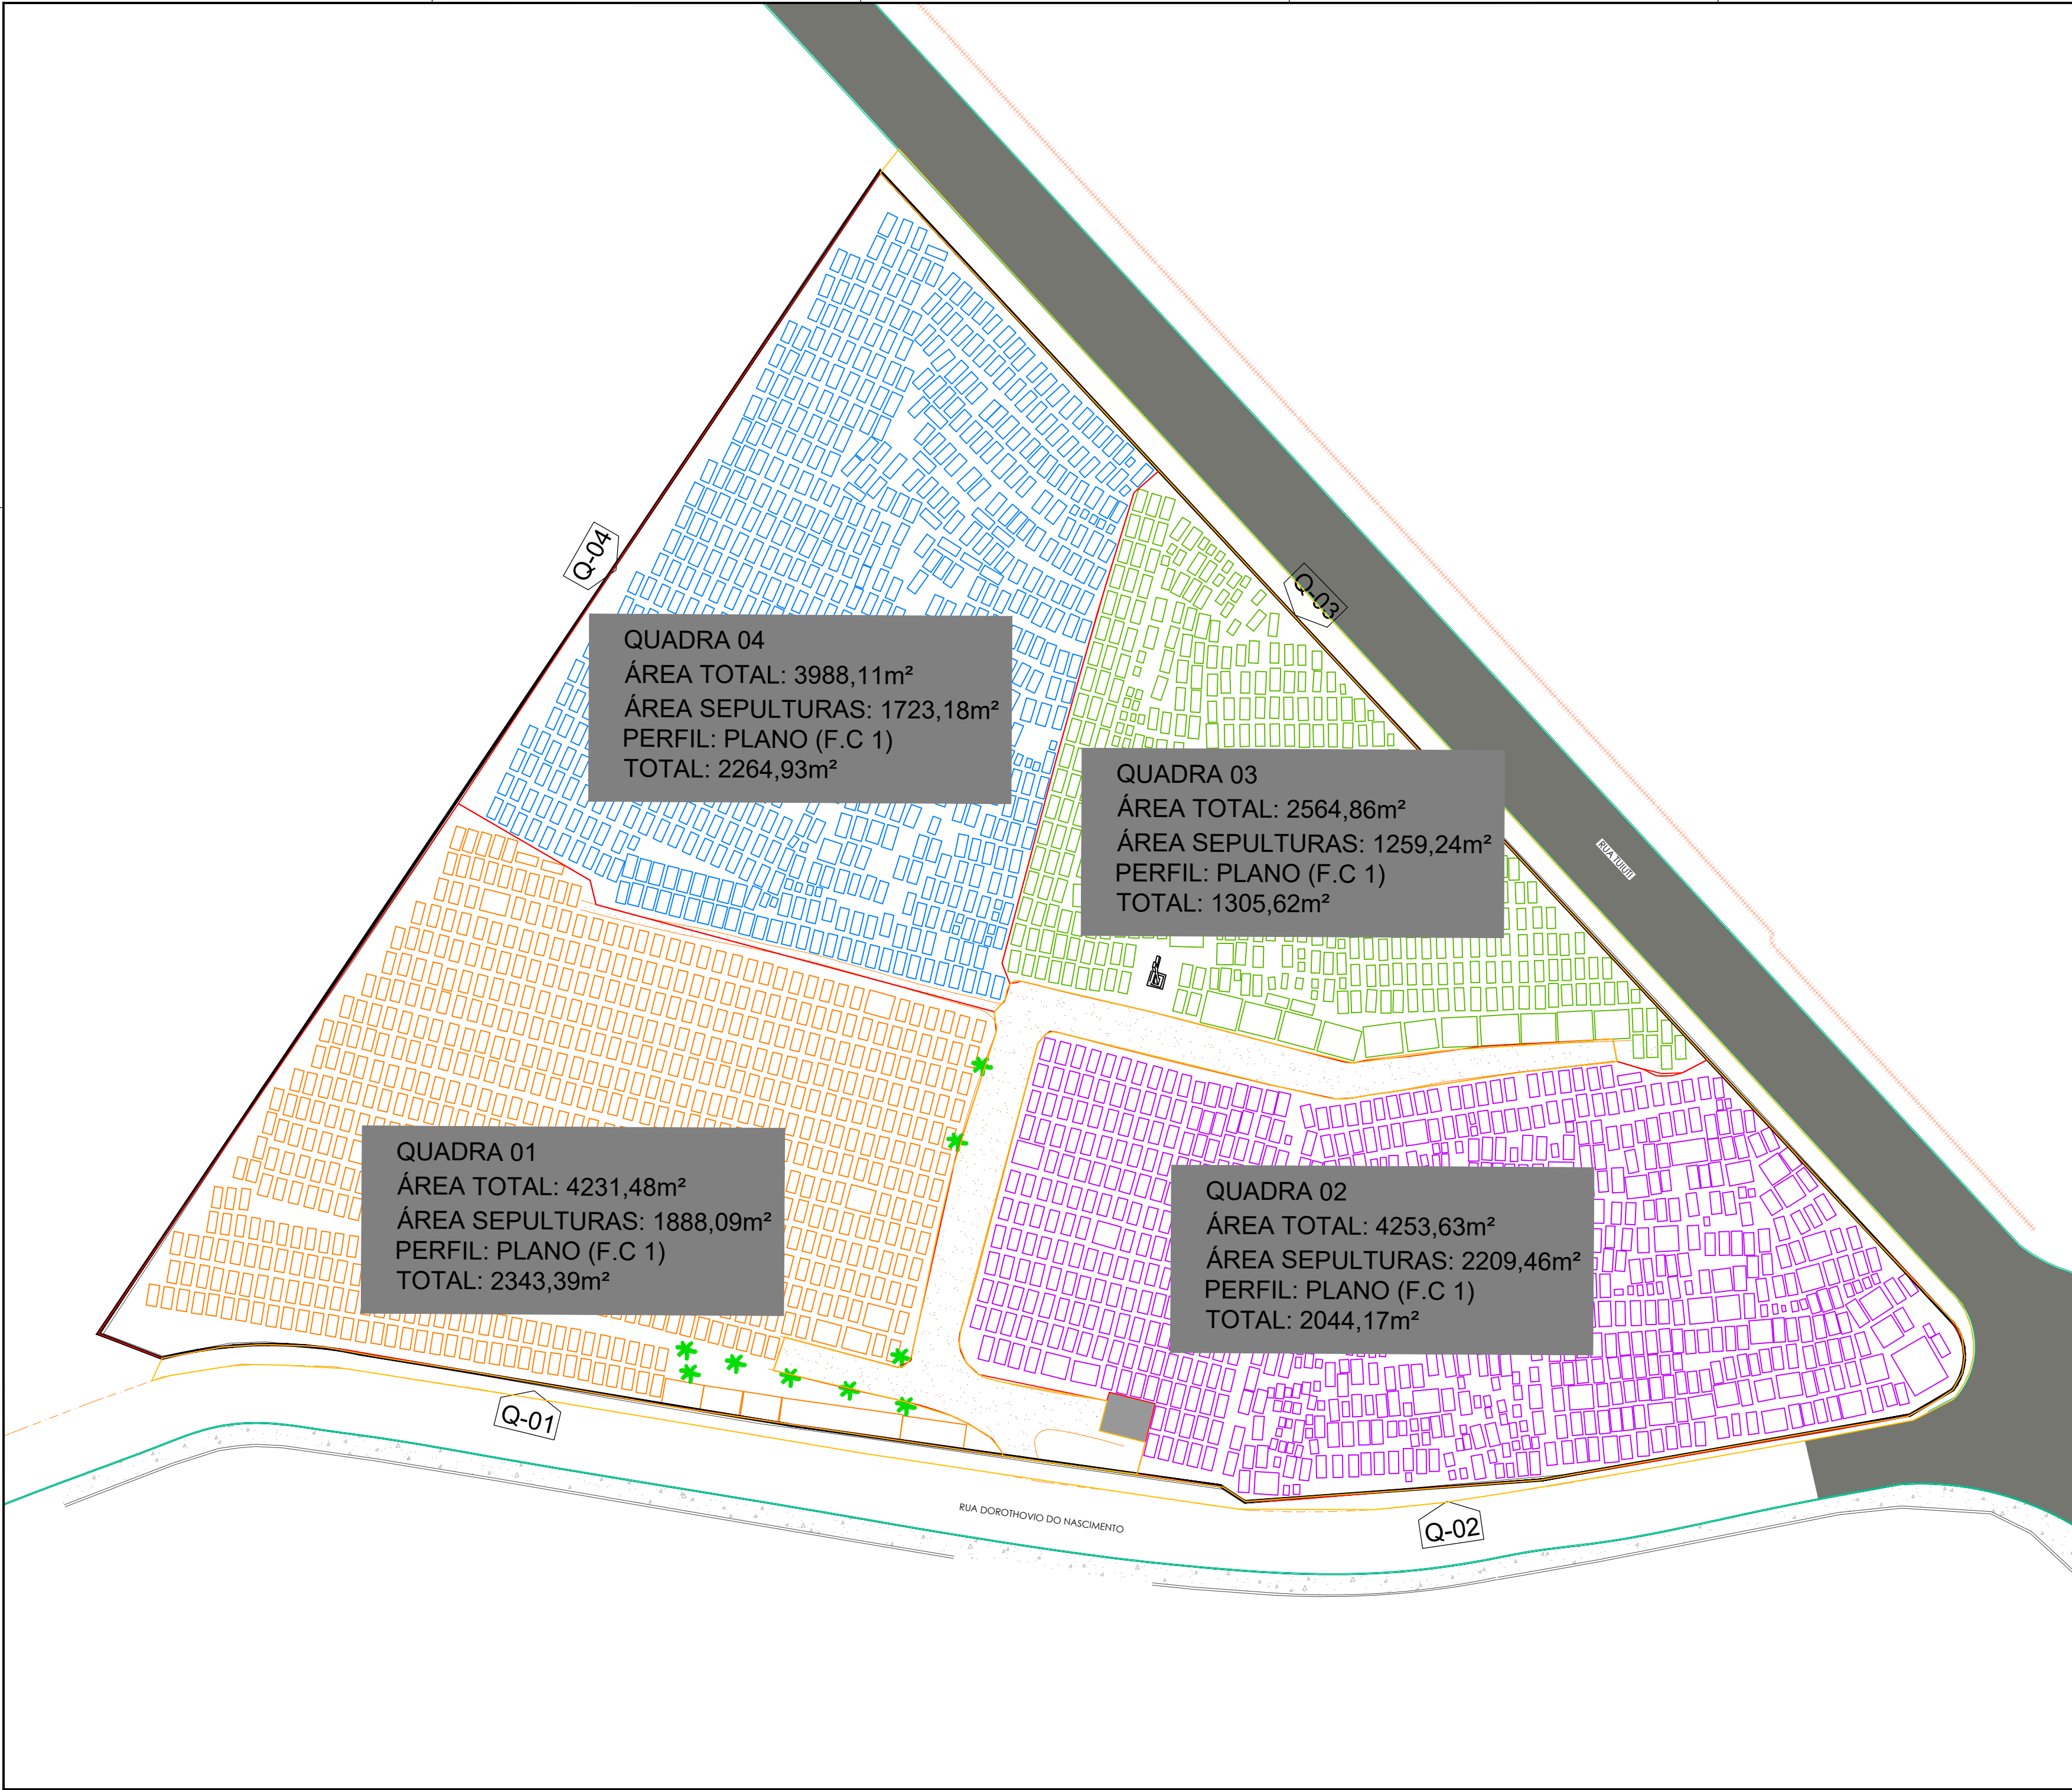 Q-04
Q-03
QUADRA 04
ÁREA TOTAL: 3988,11m²
ÁREA SEPULTURAS: 1723,18m²
PERFIL: PLANO (F.C 1)
TOTAL: 2264,93m²
QUADRA 03
ÁREA TOTAL: 2564,86m²
ÁREA SEPULTURAS: 1259,24m²
PERFIL: PLANO (F.C 1)
TOTAL: 1305,62m²
RUA TUIUTI
QUADRA 01
ÁREA TOTAL: 4231,48m²
ÁREA SEPULTURAS: 1888,09m²
PERFIL: PLANO (F.C 1)
TOTAL: 2343,39m²
QUADRA 02
ÁREA TOTAL: 4253,63m²
ÁREA SEPULTURAS: 2209,46m²
PERFIL: PLANO (F.C 1)
TOTAL: 2044,17m²
Q-01
RUA DOROTHOVIO DO NASCIMENTO
Q-02